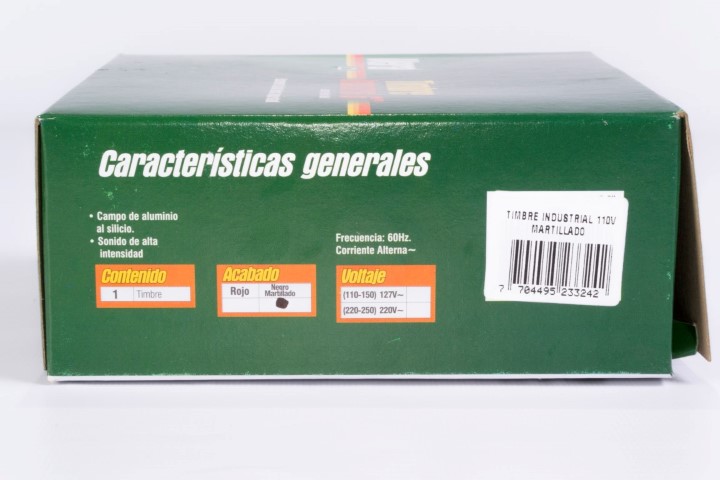 Características generales
• Campo de aluminio
al silicio.
• Sonido de alta
intensidad
Contenido
1 Timbre
Acabado
Rojo Negro Martillado
Frecuencia: 60Hz.
Corriente Alterna~
Voltaje
(110-150) 127V~
(220-250) 220V~
TIMBRE INDUSTRIAL 110V
MARTILLADO
7 704495 233242